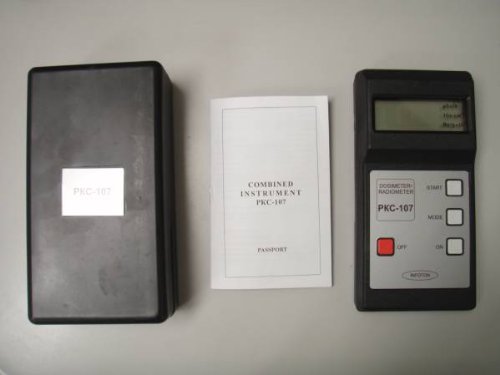 PKC-107
COMBINED
INSTRUMENT
PKC-107
PASSPORT
DOSIMETER-
RADIOMETER
START
PKC-107
MODE
OFF
ON